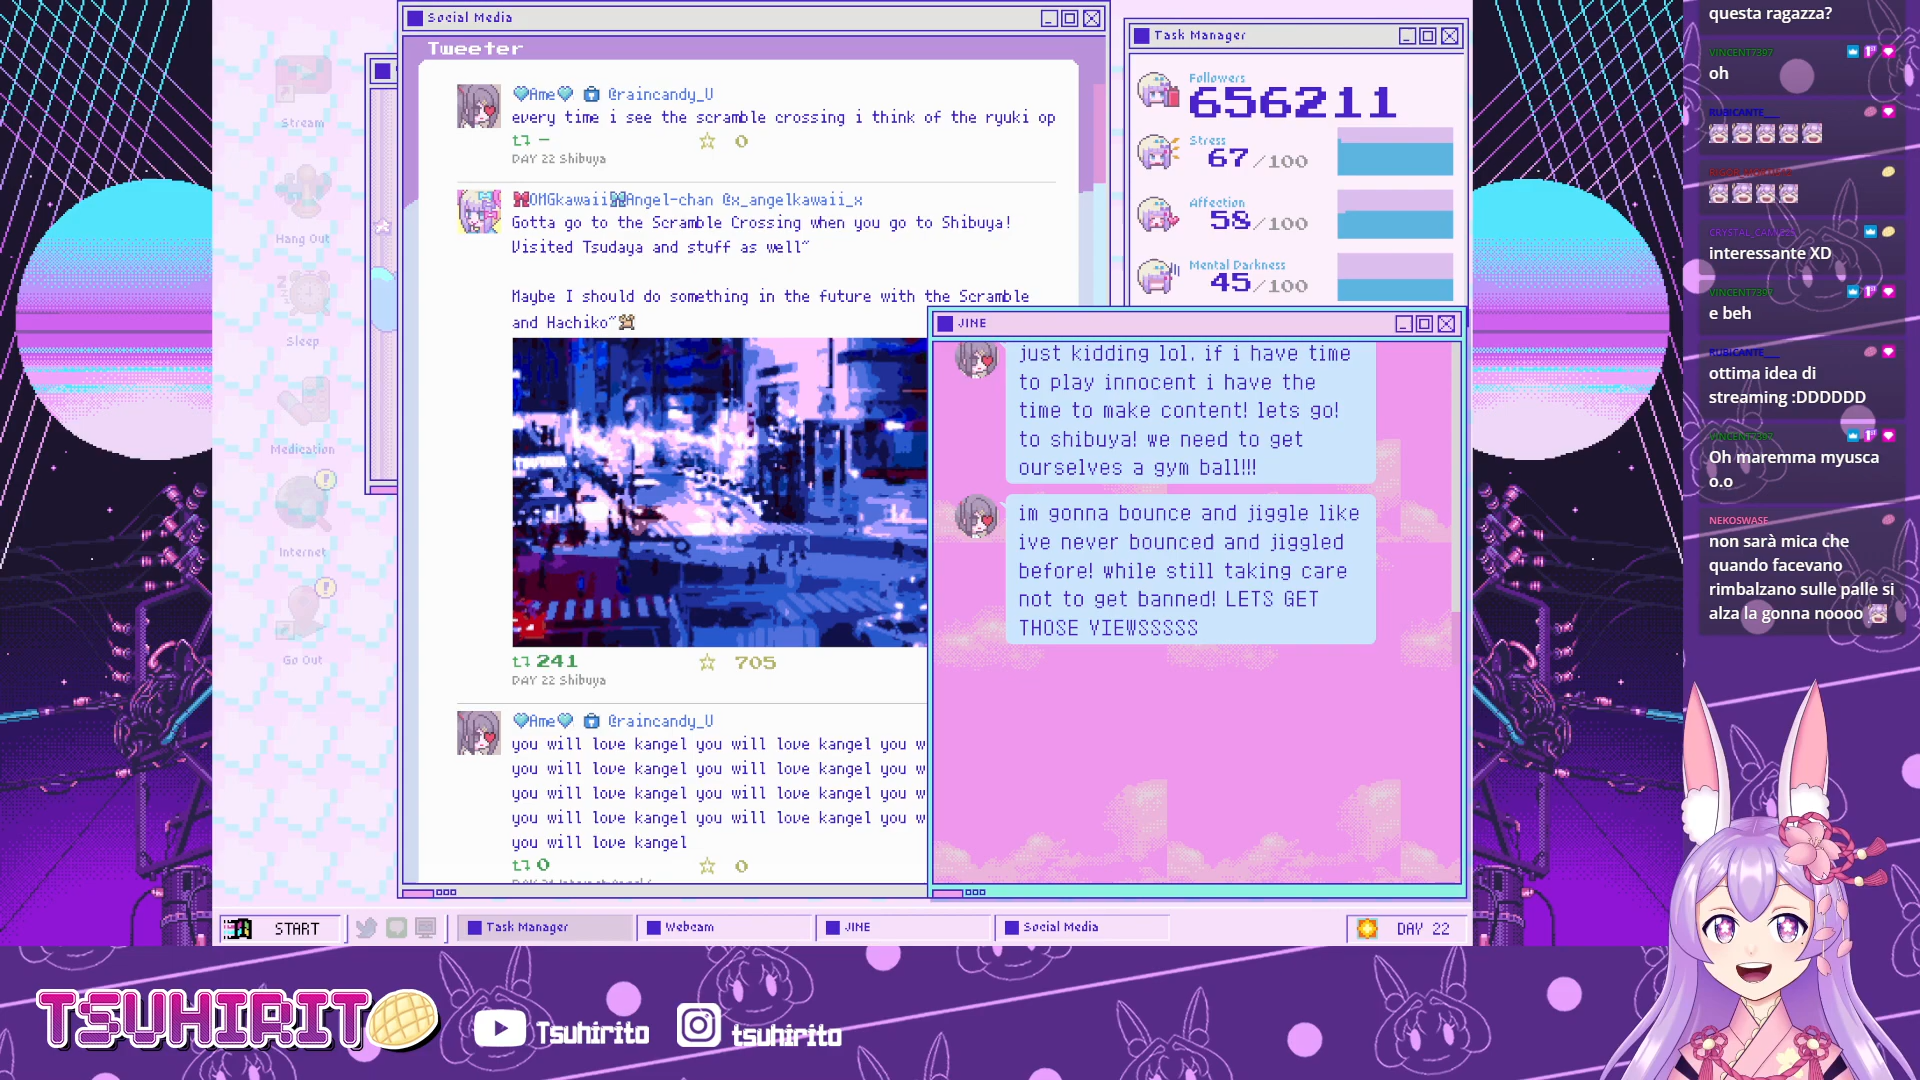 Social Media
Tweeter
Ame @raincandy_U
every time i see the scramble crossing i think of the ryuki op
-
0
DAY 22 Shibuya
OMGkawaii Angel-chan @x_angelkawaii_x
Gotta go to the Scramble Crossing when you go to Shibuya!
Visited Tsudaya and stuff as well~
Maybe I should do something in the future with the Scramble
and Hachiko~
241
705
DAY 22 Shibuya
Ame @raincandy_U
you will love kangel you will love kangel you w
you will love kangel you will love kangel you w
you will love kangel you will love kangel you w
you will love kangel you will love kangel you w
you will love kangel
0
0
Stream
Hang Out
Sleep
Medication
Internet
Go Out
Task Manager
Followers
656211
Stress
67/100
Affection
58/100
Mental Darkness
45/100
JINE
just kidding lol. if i have time
to play innocent i have the
time to make content! lets go!
to shibuya! we need to get
ourselves a gym ball!!!
im gonna bounce and jiggle like
ive never bounced and jiggled
before! while still taking care
not to get banned! LETS GET
THOSE VIEWSSSSS
START
Task Manager
Webcam
JINE
Social Media
DAY 22
questa ragazza?
VINCENT7397
oh
RUBICANTE___
interessante XD
VINCENT7397
e beh
RUBICANTE___
ottima idea di
streaming :DDDDDD
VINCENT7397
Oh maremma myusca
o.o
NEKOSWASE
non sarà mica che
quando facevano
rimbalzano sulle palle si
alza la gonna noooo
TSUHIRIT
Tsuhirito
tsuhirito